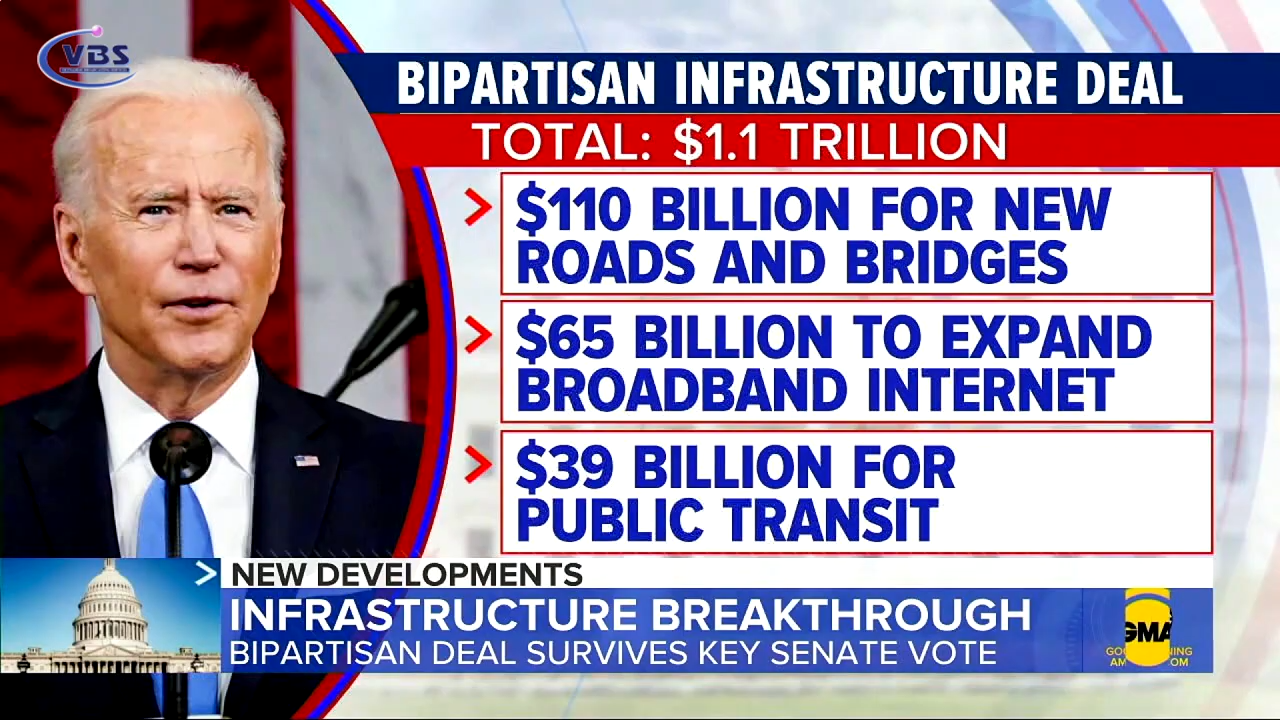 VBS
BIPARTISAN INFRASTRUCTURE DEAL
TOTAL: $1.1 TRILLION
$110 BILLION FOR NEW
ROADS AND BRIDGES
$65 BILLION TO EXPAND
BROADBAND INTERNET
$39 BILLION FOR
PUBLIC TRANSIT
NEW DEVELOPMENTS
INFRASTRUCTURE BREAKTHROUGH
BIPARTISAN DEAL SURVIVES KEY SENATE VOTE
GMA